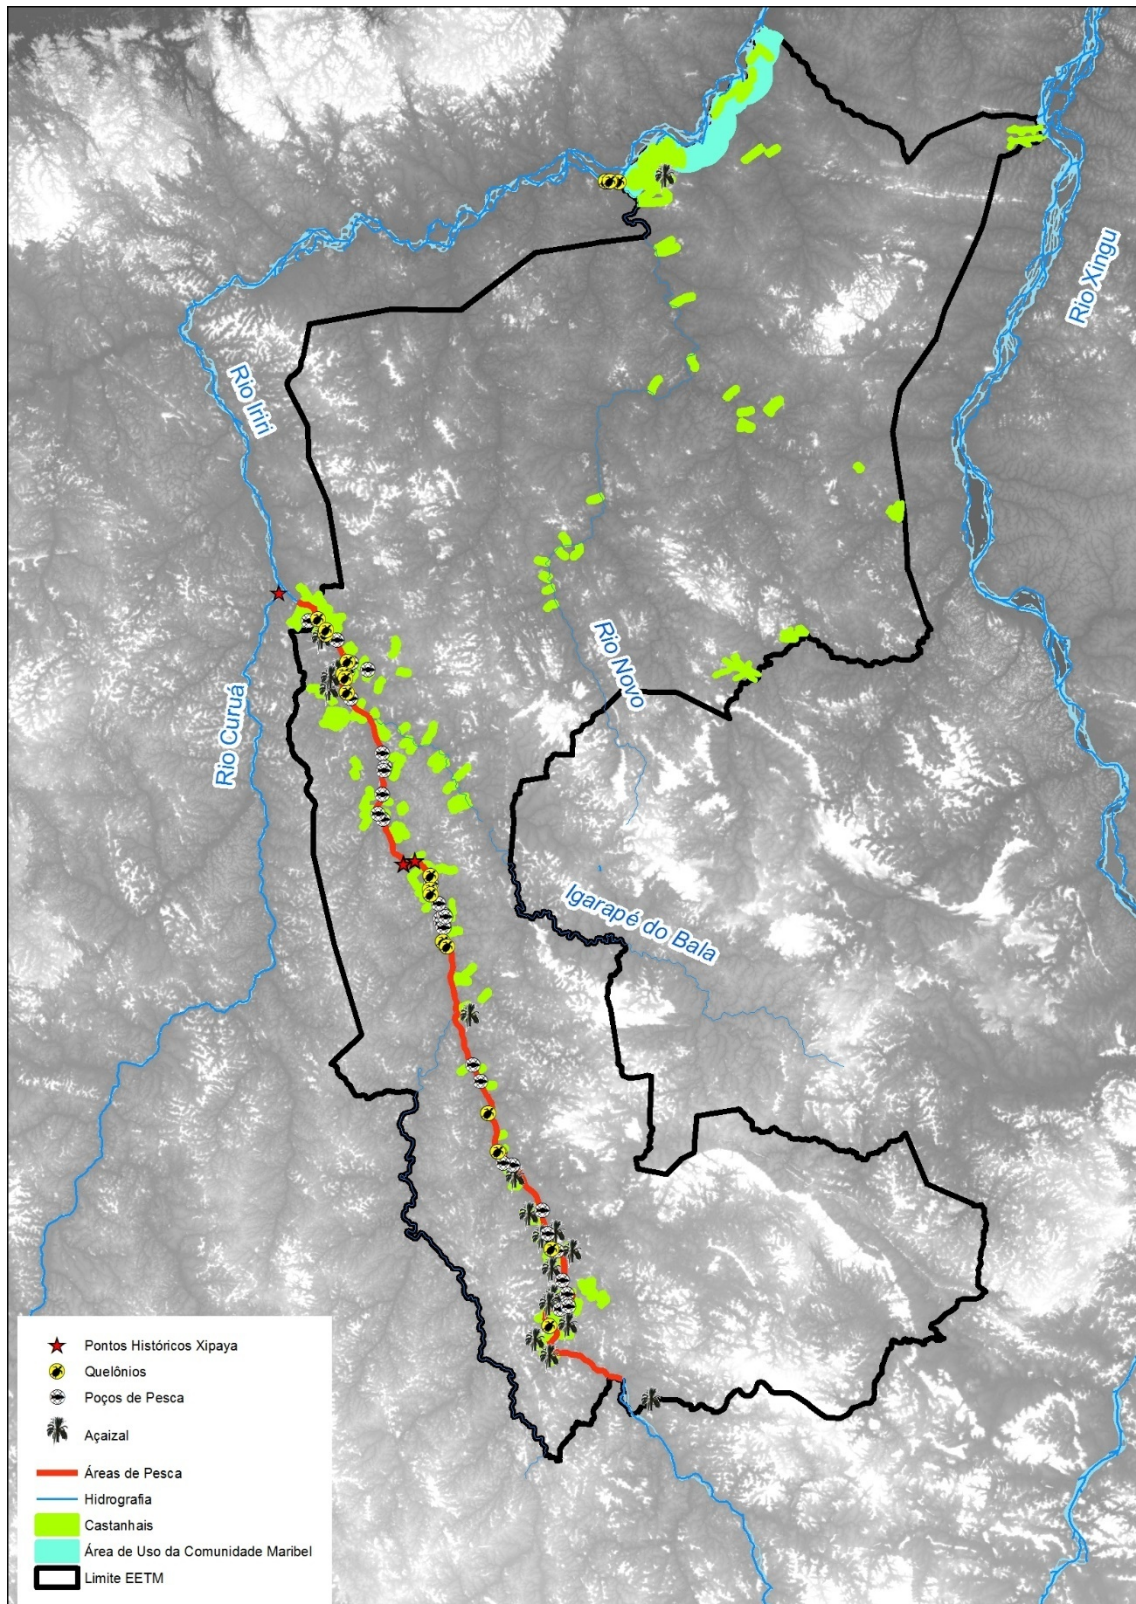 Rio Xingu
Rio Iriri
Rio Novo
Rio Curuá
Igarapé do Bala
Pontos Históricos Xipaya
Quelônios
Poços de Pesca
Açaizal
Áreas de Pesca
Hidrografia
Castanhais
Área de Uso da Comunidade Maribel
Limite EETM